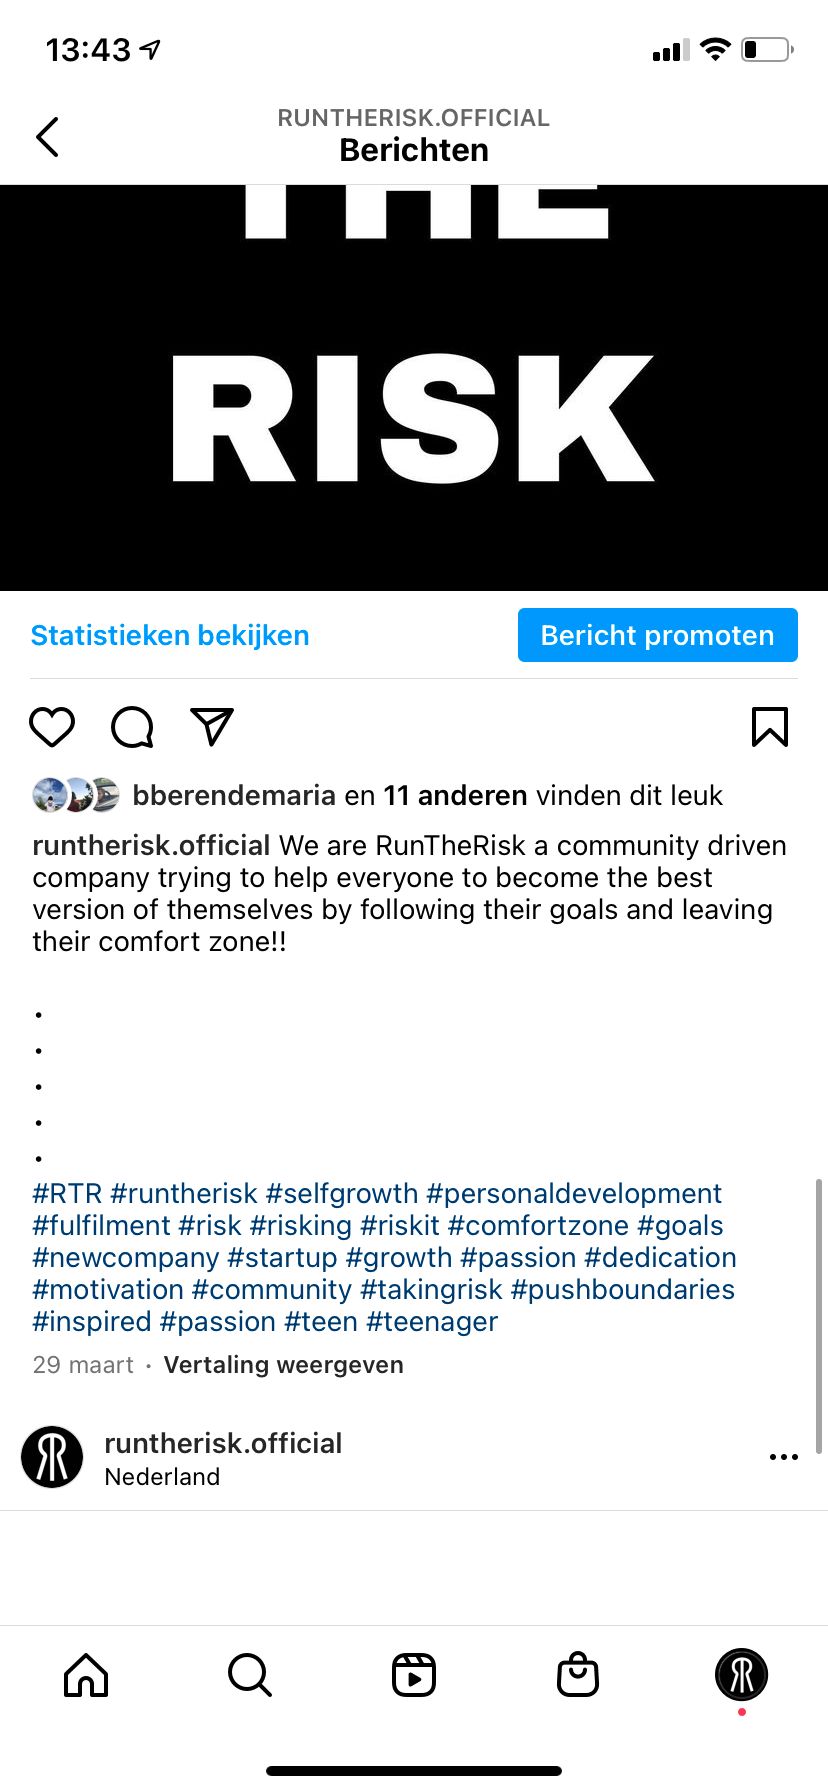 13:43
RUNTHERISK.OFFICIAL
Berichten
THE
RISK
Statistieken bekijken
Bericht promoten
bberendemaria en 11 anderen vinden dit leuk
runtherisk.official We are RunTheRisk a community driven
company trying to help everyone to become the best
version of themselves by following their goals and leaving
their comfort zone!!
.
.
.
.
.
#RTR #runtherisk #selfgrowth #personaldevelopment
#fulfilment #risk #risking #riskit #comfortzone #goals
#newcompany #startup #growth #passion #dedication
#motivation #community #takingrisk #pushboundaries
#inspired #passion #teen #teenager
29 maart · Vertaling weergeven
runtherisk.official
Nederland